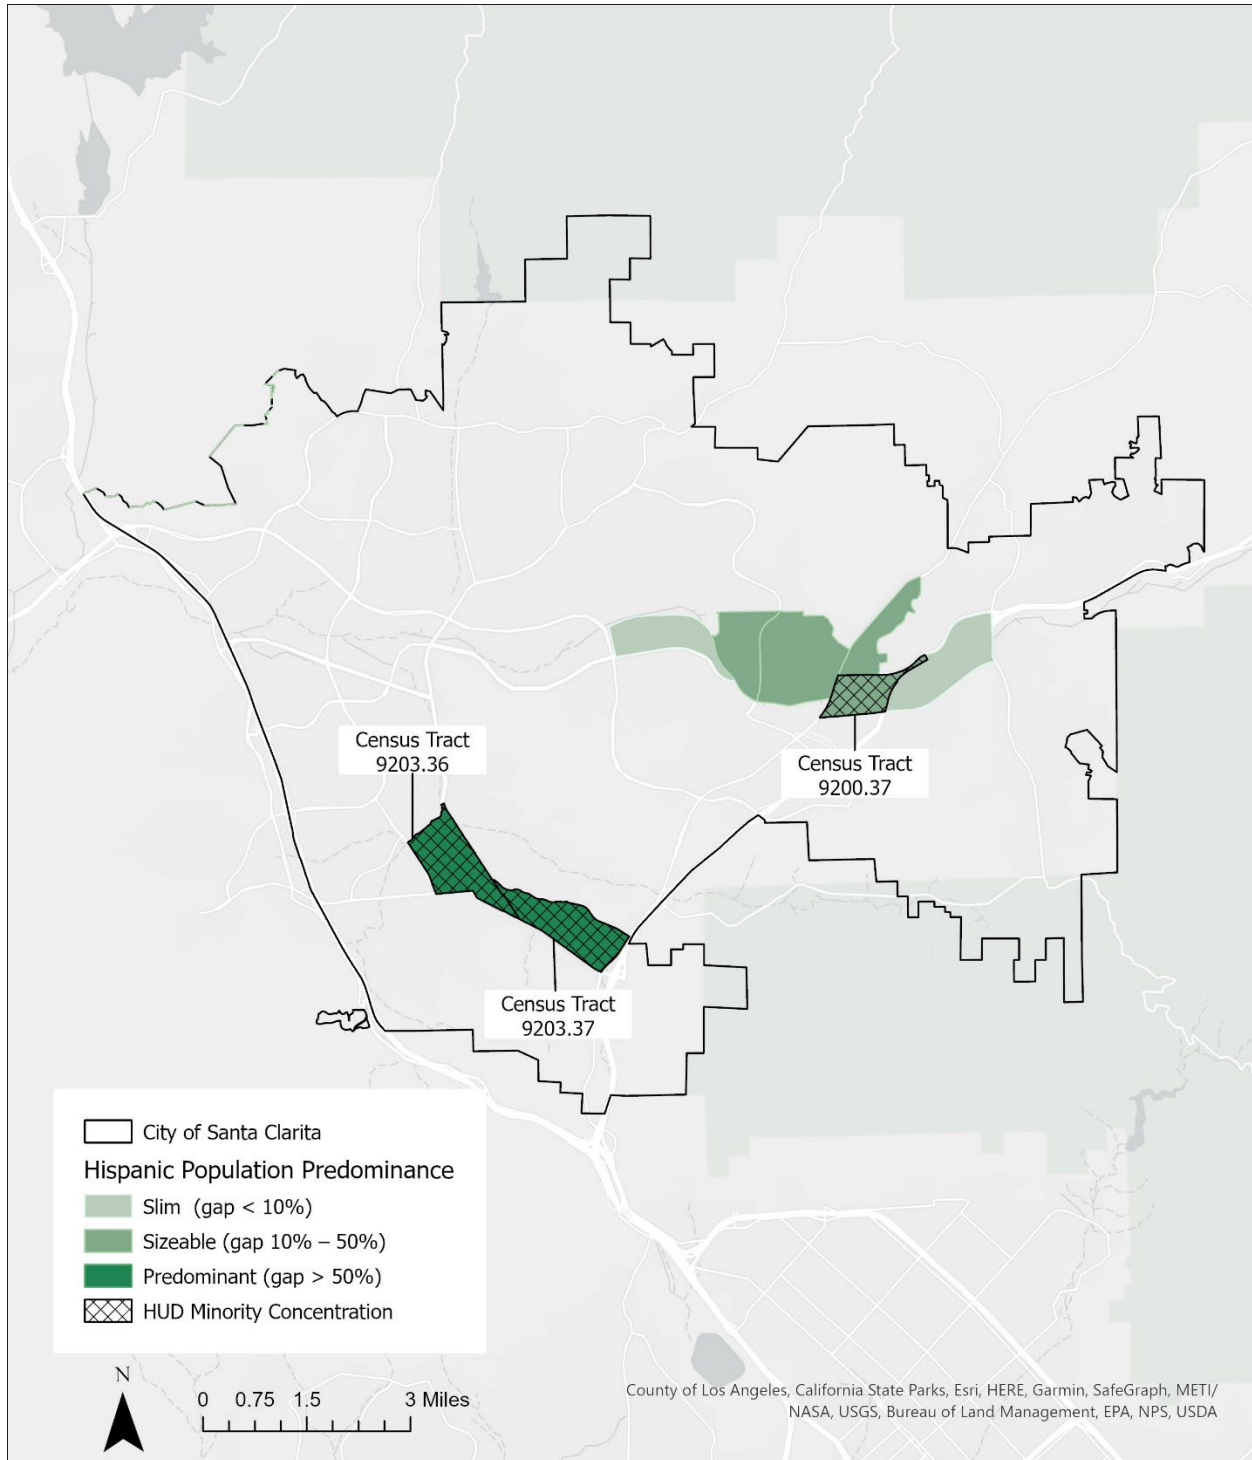 Census Tract
9203.36
Census Tract
9200.37
Census Tract
9203.37
City of Santa Clarita
Hispanic Population Predominance
Slim (gap < 10%)
Sizeable (gap 10% – 50%)
Predominant (gap > 50%)
HUD Minority Concentration
N
0 0.75 1.5 3 Miles
County of Los Angeles, California State Parks, Esri, HERE, Garmin, SafeGraph, METI/
NASA, USGS, Bureau of Land Management, EPA, NPS, USDA